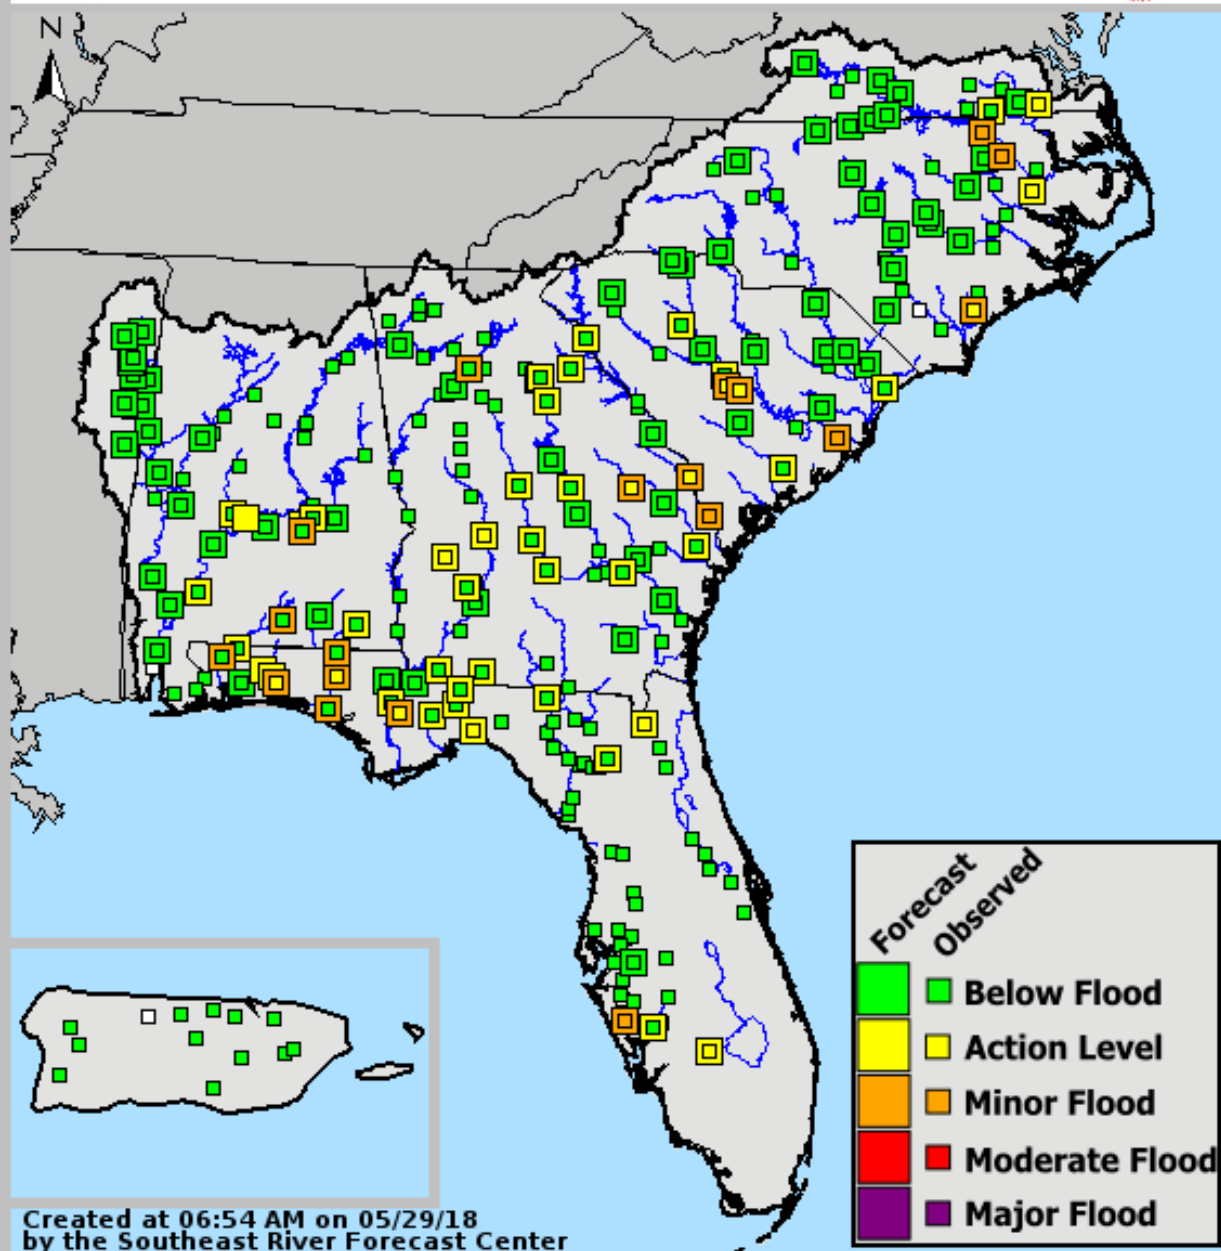 N
Forecast
Observed
Below Flood
Action Level
Minor Flood
Moderate Flood
Major Flood
Created at 06:54 AM on 05/29/18
by the Southeast River Forecast Center